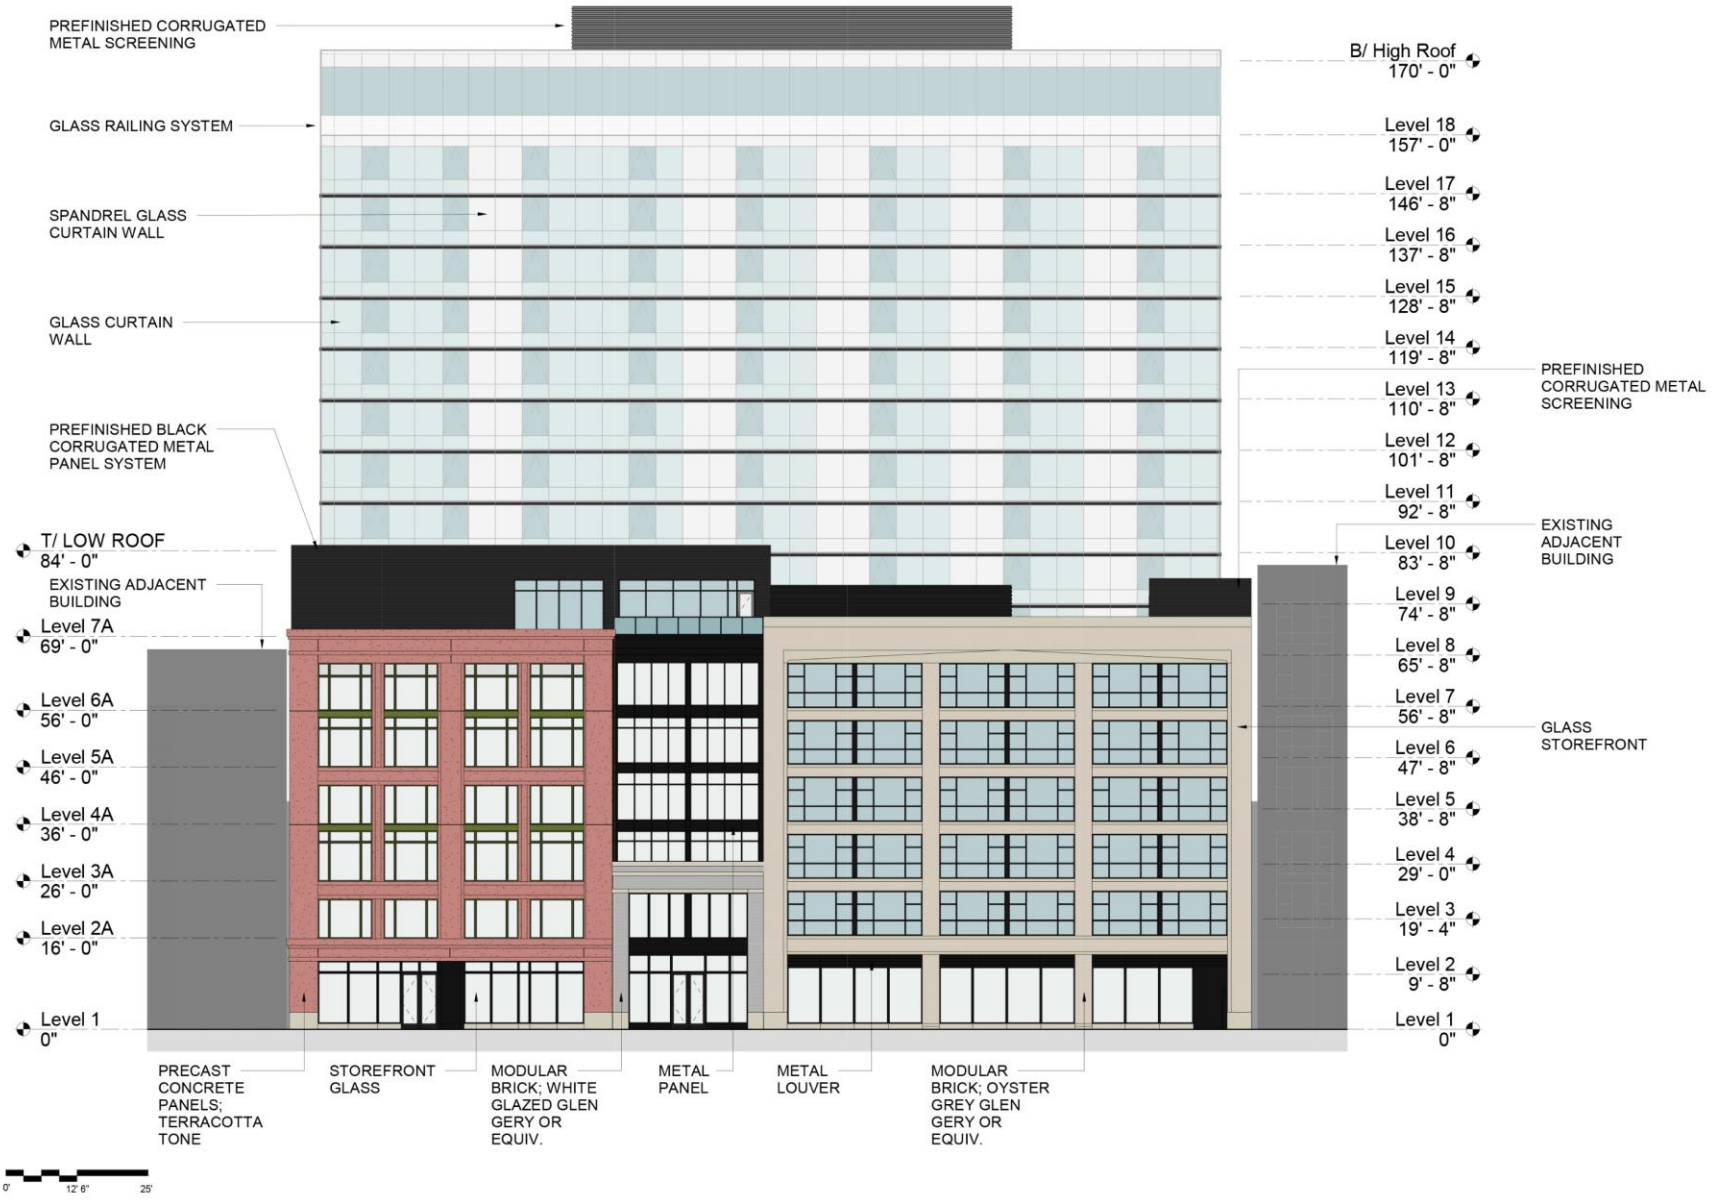 PREFINISHED CORRUGATED
METAL SCREENING
GLASS RAILING SYSTEM
SPANDREL GLASS
CURTAIN WALL
GLASS CURTAIN
WALL
PREFINISHED BLACK
CORRUGATED METAL
PANEL SYSTEM
T/ LOW ROOF
84' - 0"
EXISTING ADJACENT
BUILDING
Level 7A
69' - 0"
Level 6A
56' - 0"
Level 5A
46' - 0"
Level 4A
36' - 0"
Level 3A
26' - 0"
Level 2A
16' - 0"
Level 1
0"
B/ High Roof
170' - 0"
Level 18
157' - 0"
Level 17
146' - 8"
Level 16
137' - 8"
Level 15
128' - 8"
Level 14
119' - 8"
Level 13
110' - 8"
Level 12
101' - 8"
Level 11
92' - 8"
Level 10
83' - 8"
Level 9
74' - 8"
Level 8
65' - 8"
Level 7
56' - 8"
Level 6
47' - 8"
Level 5
38' - 8"
Level 4
29' - 0"
Level 3
19' - 4"
Level 2
9' - 8"
Level 1
0"
PREFINISHED
CORRUGATED METAL
SCREENING
EXISTING
ADJACENT
BUILDING
GLASS
STOREFRONT
PRECAST
CONCRETE
PANELS;
TERRACOTTA
TONE
STOREFRONT
GLASS
MODULAR
BRICK; WHITE
GLAZED GLEN
GERY OR
EQUIV.
METAL
PANEL
METAL
LOUVER
MODULAR
BRICK; OYSTER
GREY GLEN
GERY OR
EQUIV.
0' 12' 6" 25'